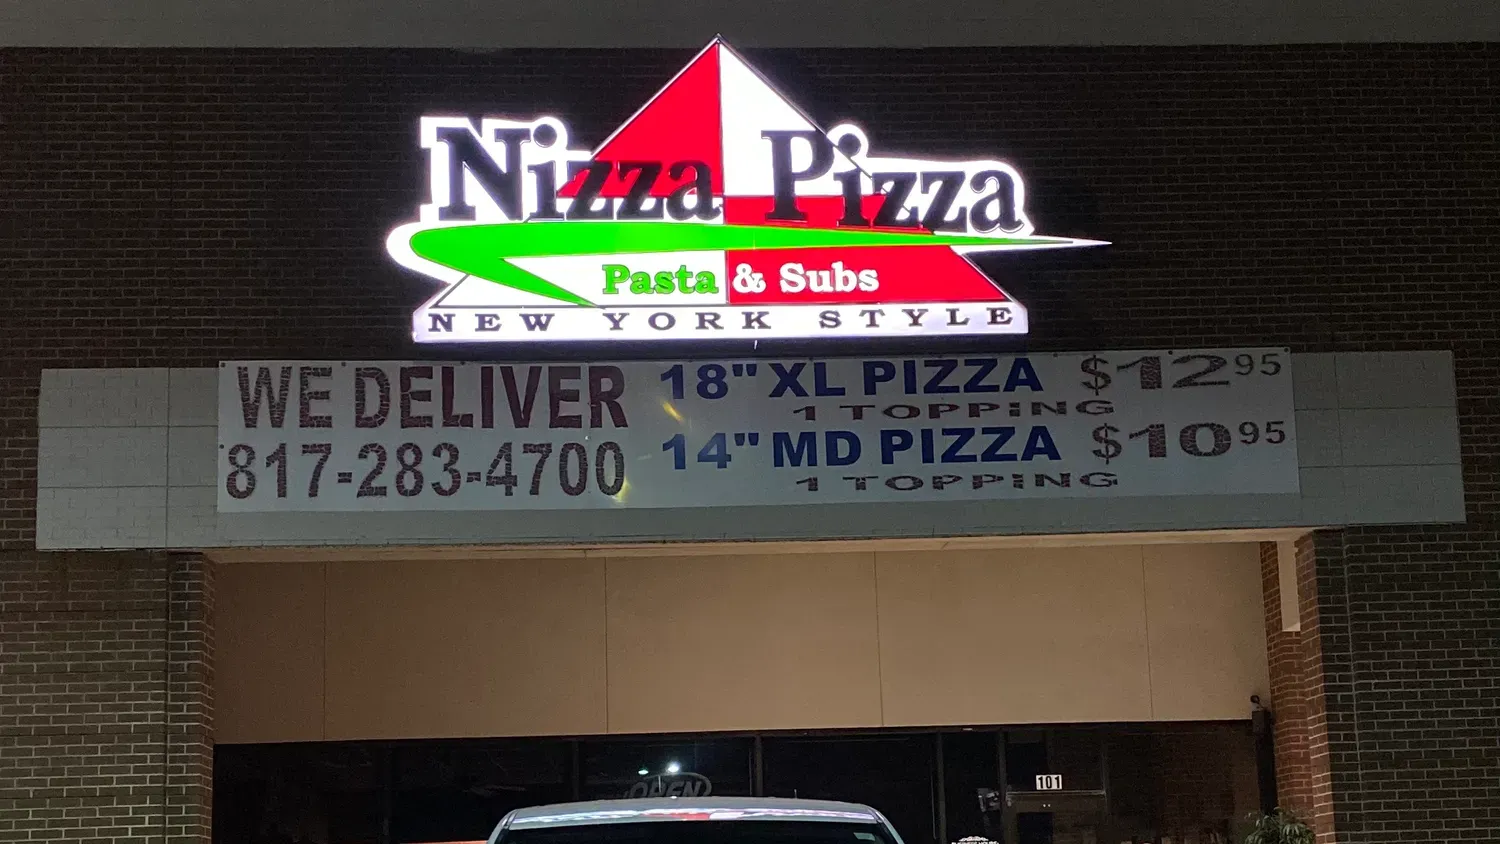 Nizza Pizza
Pasta & Subs
NEW YORK STYLE
WE DELIVER
817-283-4700
18" XL PIZZA $12.95
1 TOPPING
14" MD PIZZA $10.95
1 TOPPING
OPEN
101